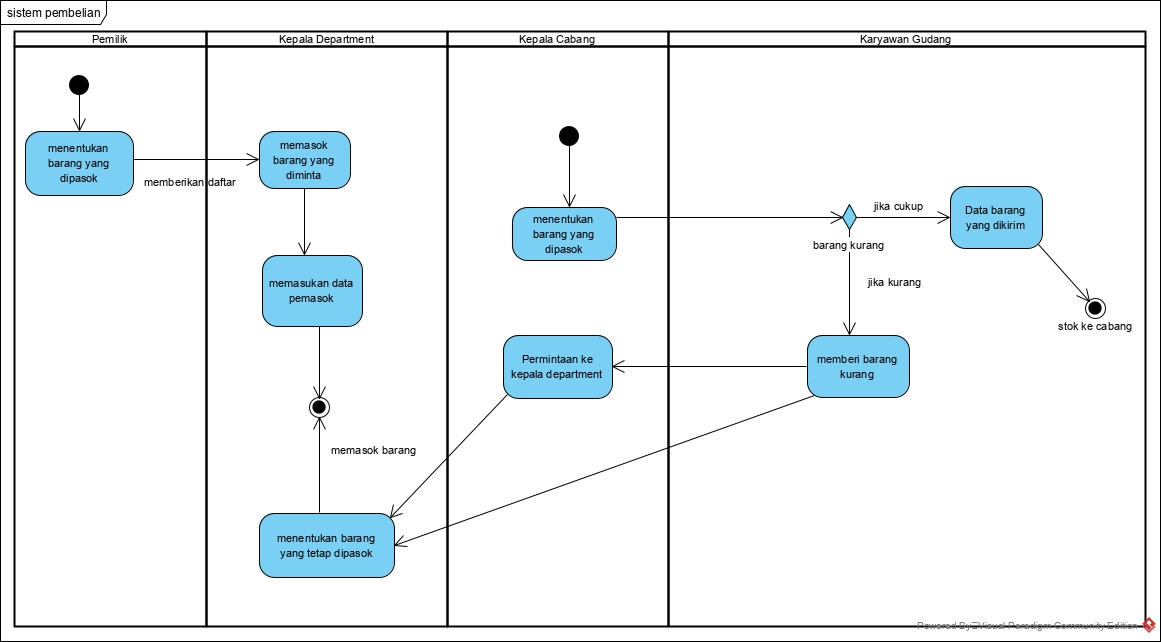 sistem pembelian
Pemilik
Kepala Department
Kepala Cabang
Karyawan Gudang
menentukan
barang yang
dipasok
memberikan daftar
memasok
barang yang
diminta
memasukan data
pemasok
memasok barang
menentukan barang
yang tetap dipasok
menentukan
barang yang
dipasok
Permintaan ke
kepala department
barang kurang
jika cukup
jika kurang
Data barang
yang dikirim
stok ke cabang
memberi barang
kurang
Powered By Visual Paradigm Community Edition